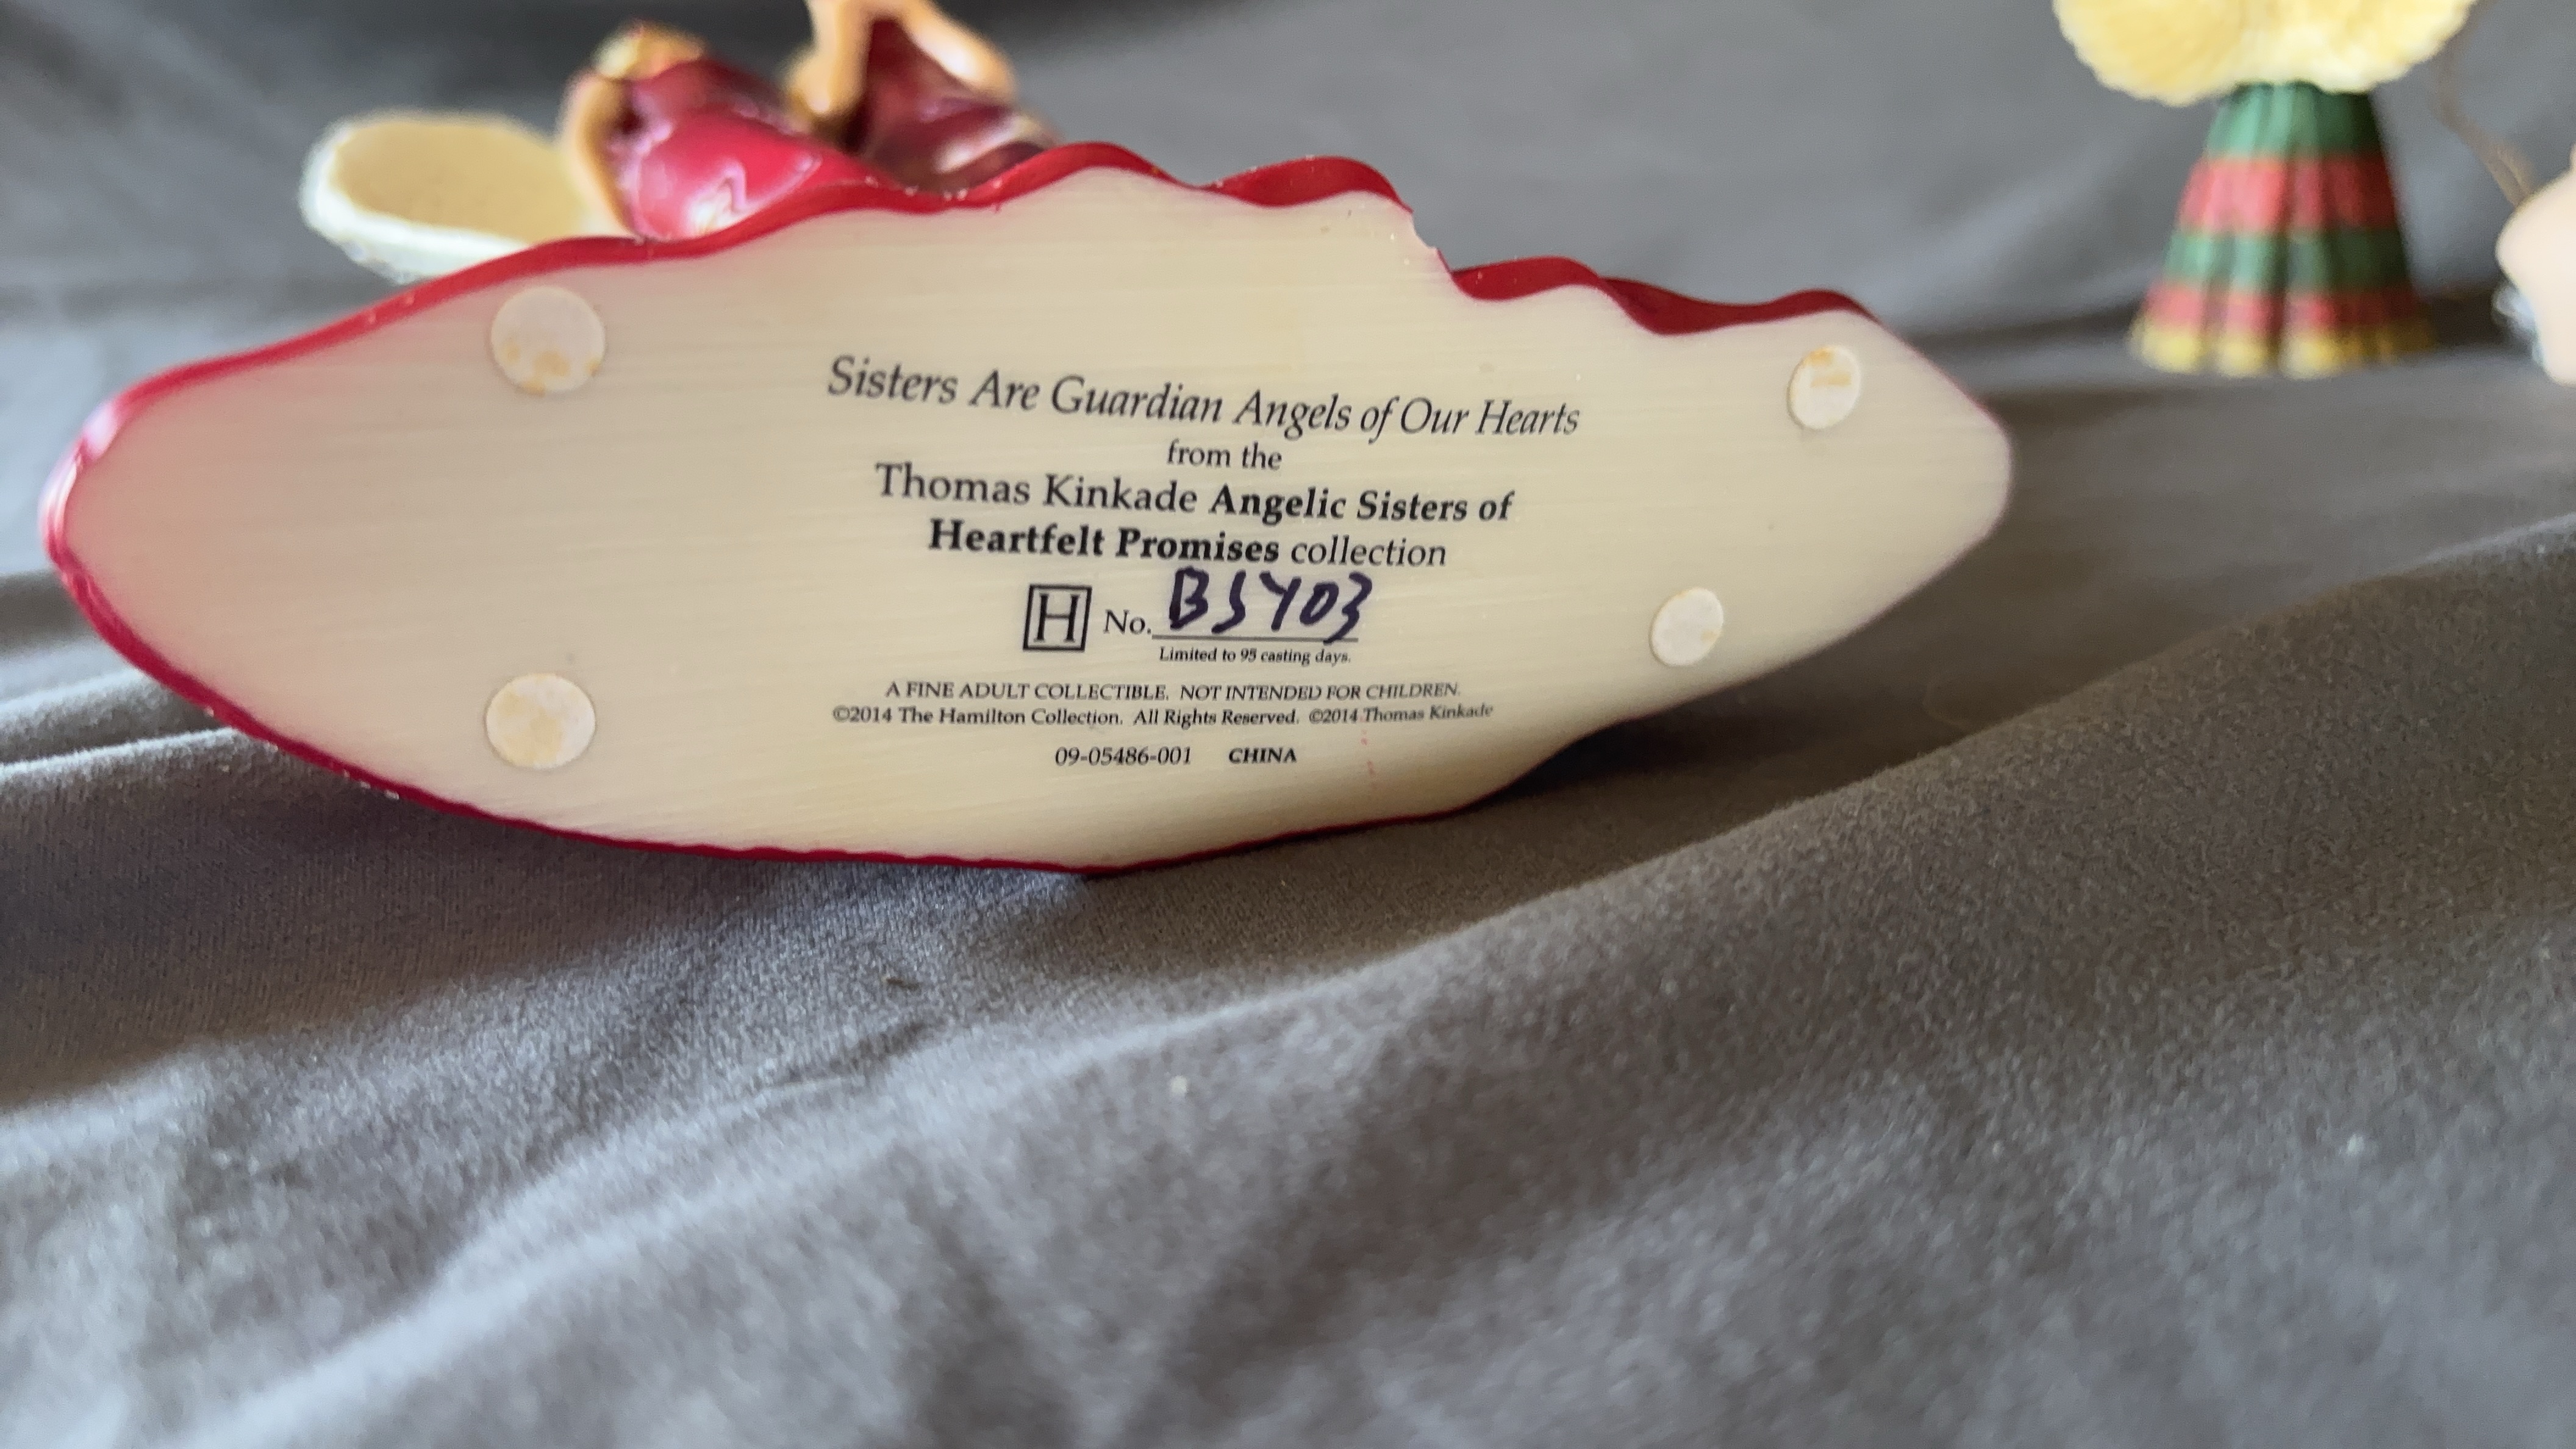 Sisters Are Guardian Angels of Our Hearts
from the
Thomas Kinkade Angelic Sisters of
Heartfelt Promises collection
H No. B5403
Limited to 95 casting days.
A FINE ADULT COLLECTIBLE. NOT INTENDED FOR CHILDREN.
©2014 The Hamilton Collection. All Rights Reserved. ©2014 Thomas Kinkade
09-05486-001 CHINA